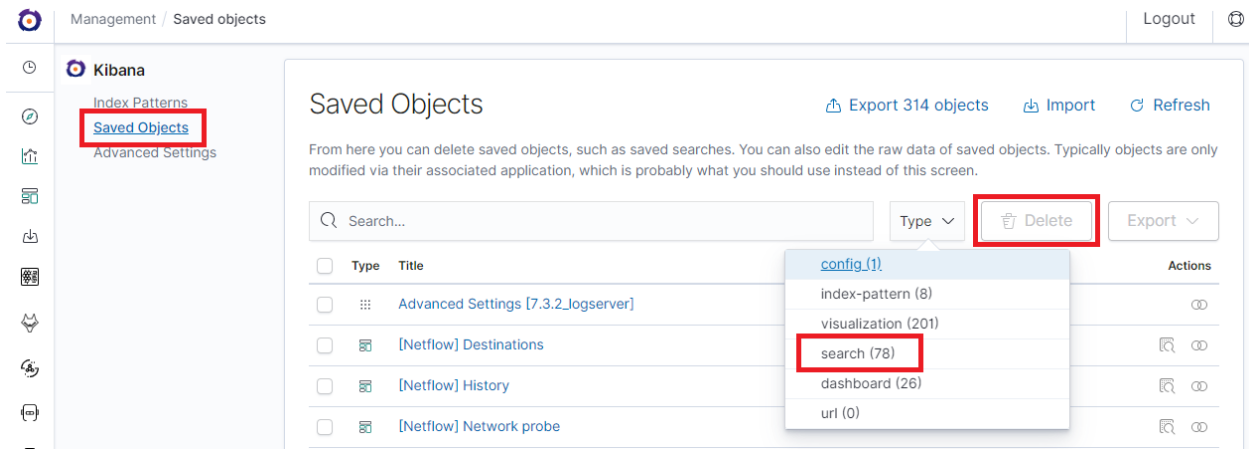 Management / Saved objects
Logout
Kibana
Index Patterns
Saved Objects
Advanced Settings
Saved Objects
Export 314 objects
Import
Refresh
From here you can delete saved objects, such as saved searches. You can also edit the raw data of saved objects. Typically objects are only
modified via their associated application, which is probably what you should use instead of this screen.
Search...
Type
Delete
Export
Type Title
Actions
config (1)
index-pattern (8)
visualization (201)
search (78)
dashboard (26)
url (0)
Advanced Settings [7.3.2_logserver]
[Netflow] Destinations
[Netflow] History
[Netflow] Network probe